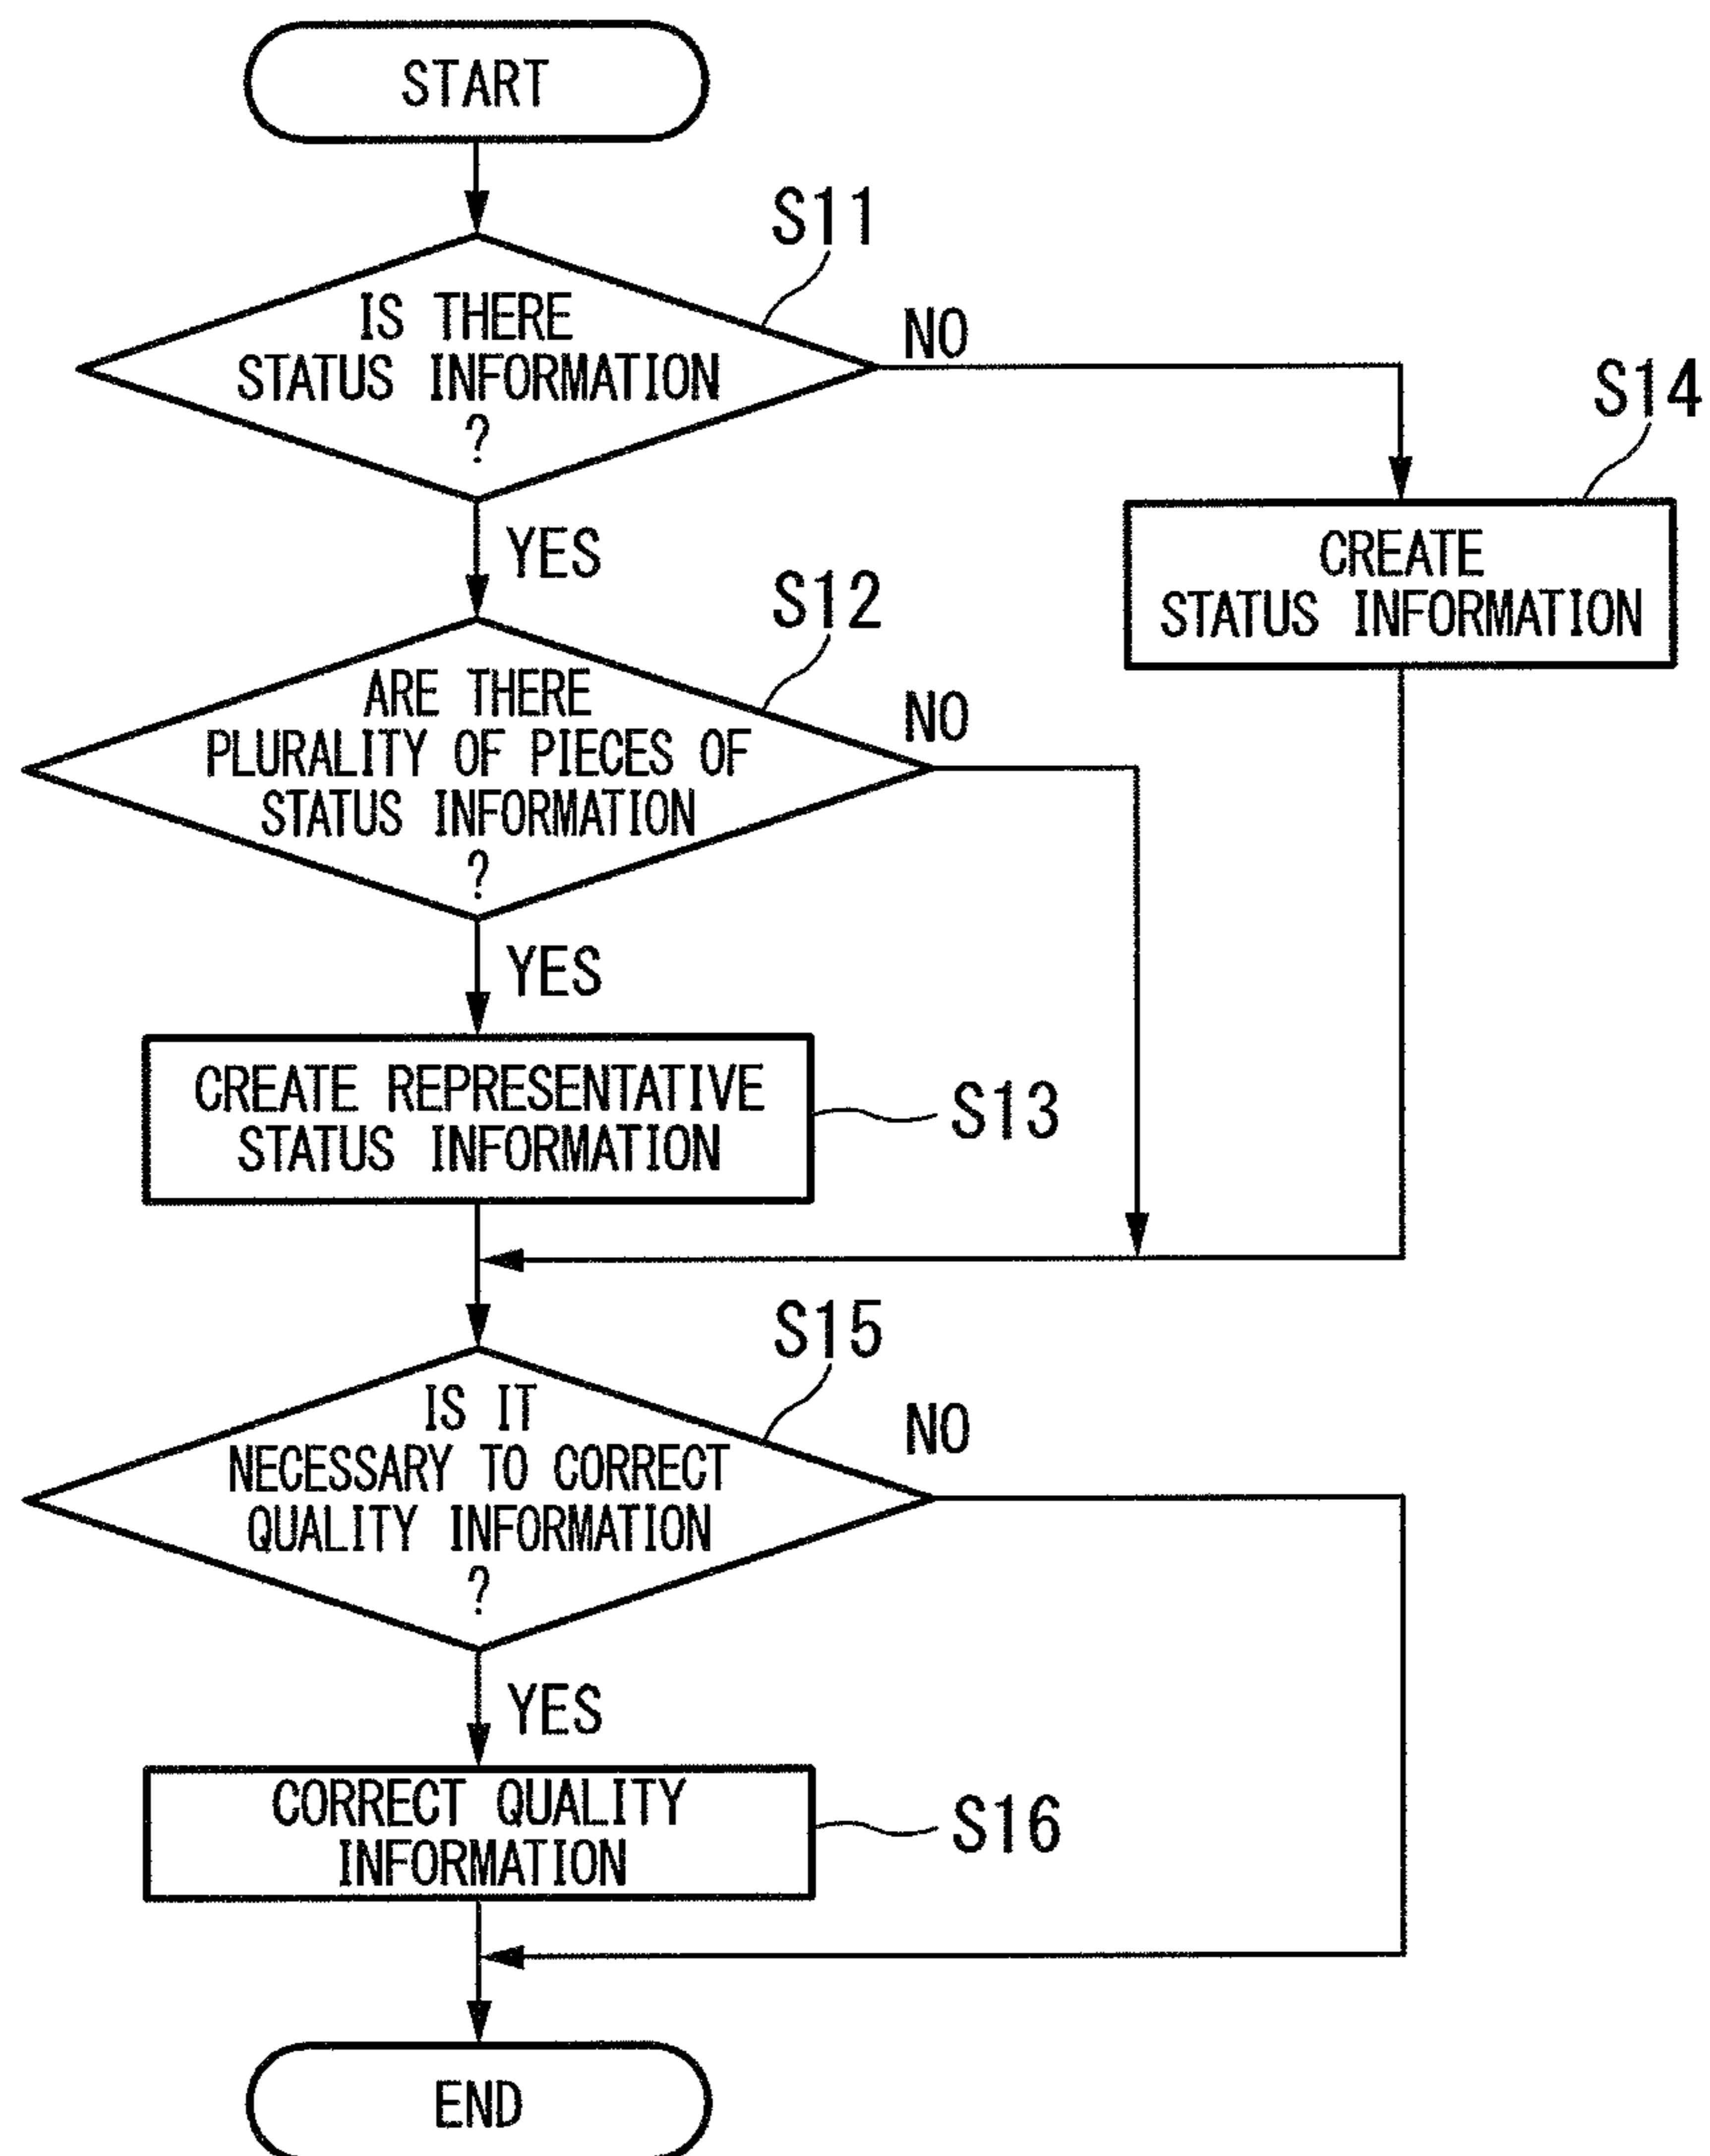 START
S11
IS THERE
STATUS INFORMATION
?
NO
YES
S14
CREATE
STATUS INFORMATION
S12
ARE THERE
PLURALITY OF PIECES OF
STATUS INFORMATION
?
NO
YES
CREATE REPRESENTATIVE
STATUS INFORMATION
S13
S15
IS IT
NECESSARY TO CORRECT
QUALITY INFORMATION
?
NO
YES
CORRECT QUALITY
INFORMATION
S16
END